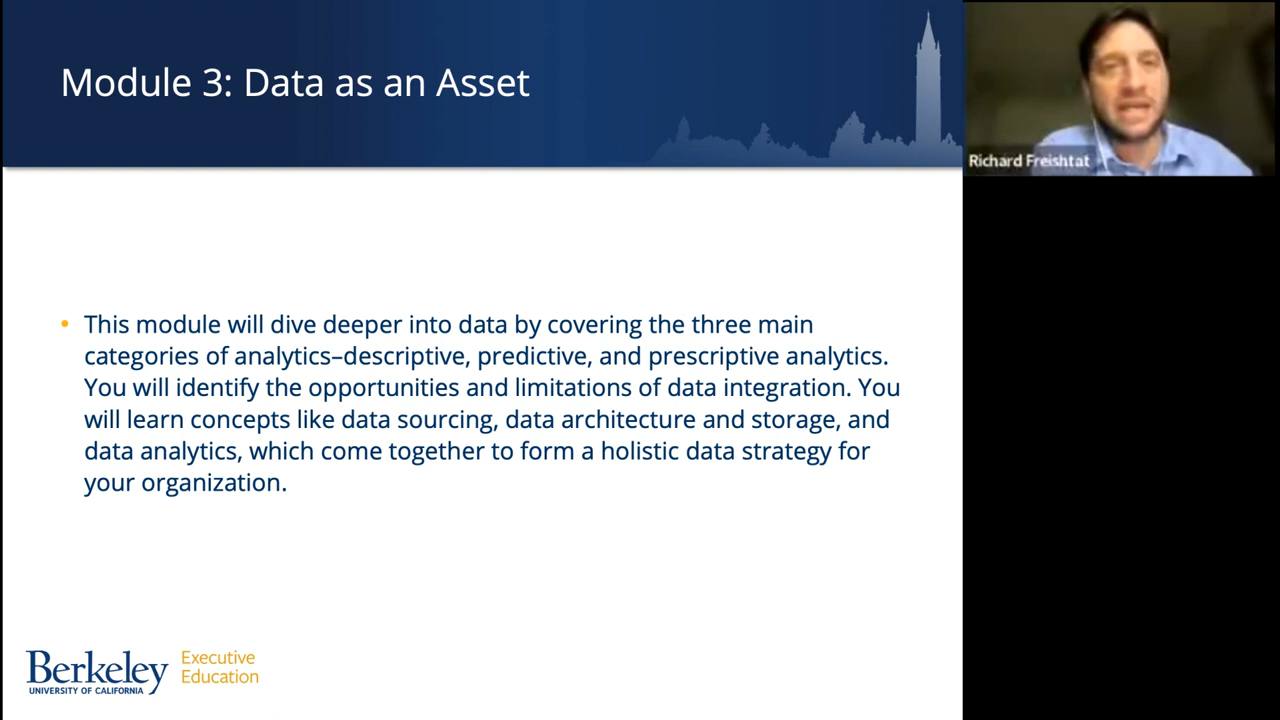 Module 3: Data as an Asset
Richard Freishtat
• This module will dive deeper into data by covering the three main
categories of analytics–descriptive, predictive, and prescriptive analytics.
You will identify the opportunities and limitations of data integration. You
will learn concepts like data sourcing, data architecture and storage, and
data analytics, which come together to form a holistic data strategy for
your organization.
Berkeley
UNIVERSITY OF CALIFORNIA
Executive
Education